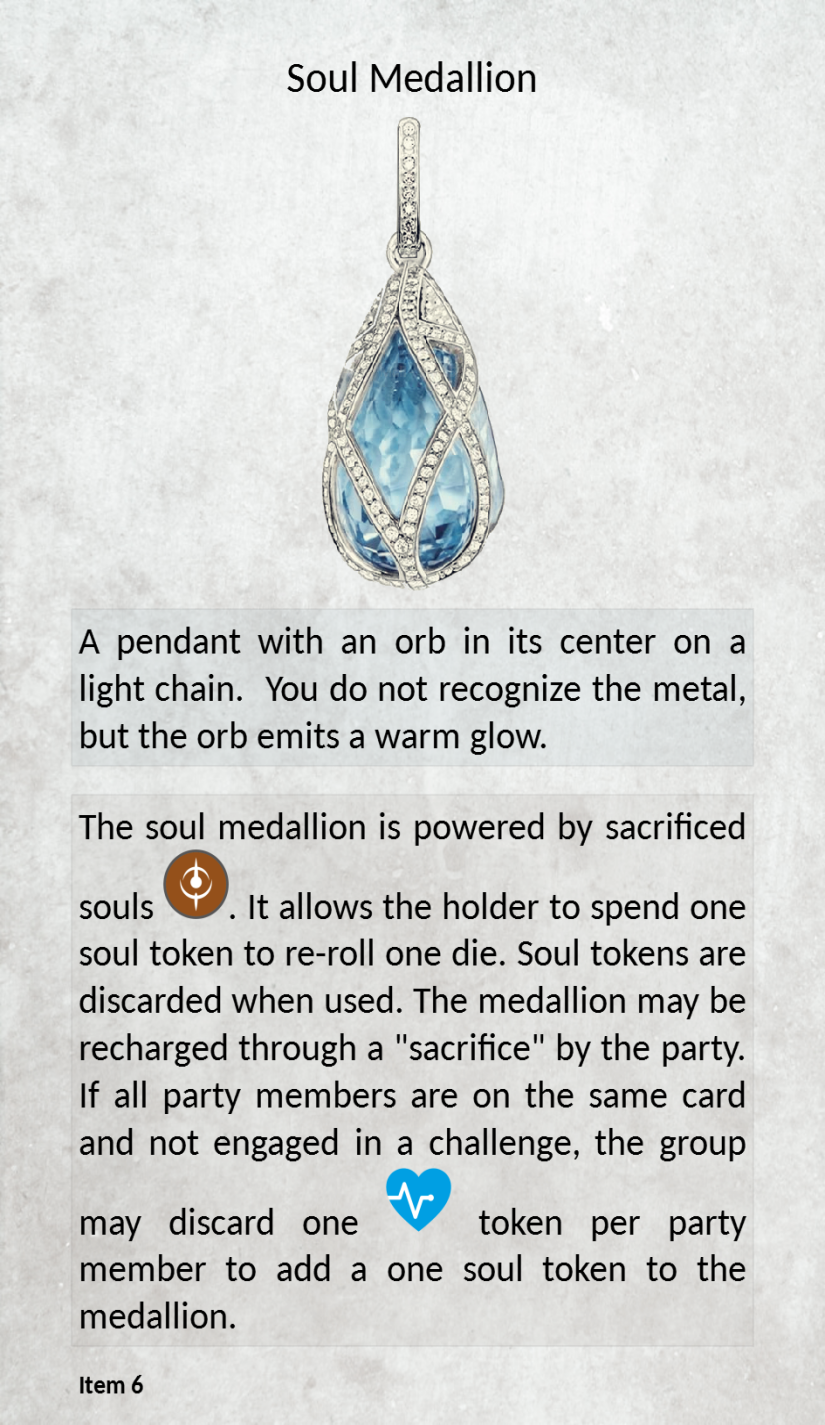 Soul Medallion
A pendant with an orb in its center on a
light chain.  You do not recognize the metal,
but the orb emits a warm glow.
The soul medallion is powered by sacrificed
souls . It allows the holder to spend one
soul token to re-roll one die. Soul tokens are
discarded when used. The medallion may be
recharged through a "sacrifice" by the party.
If all party members are on the same card
and not engaged in a challenge, the group
may discard one token per party
member to add a one soul token to the
medallion.
Item 6